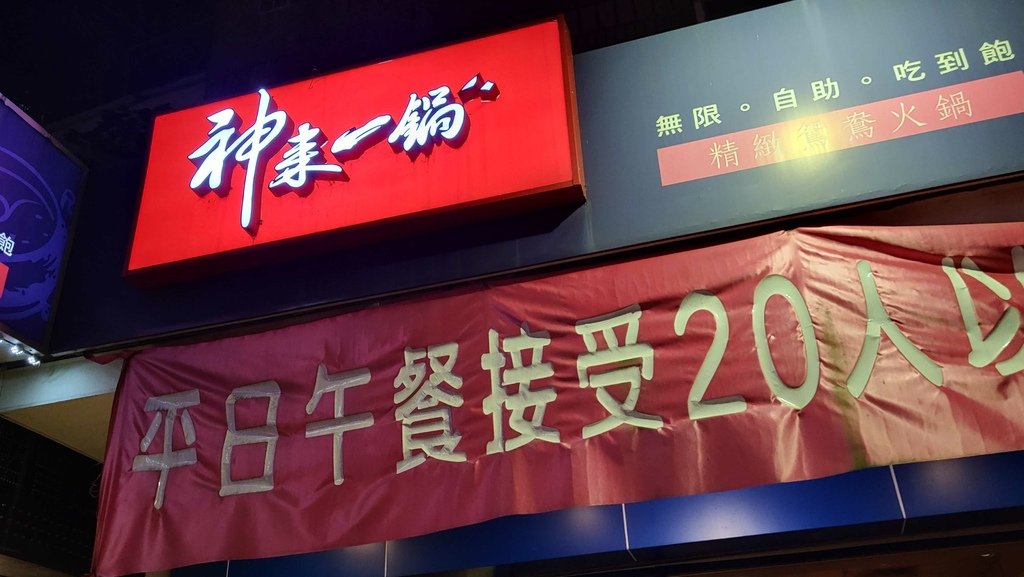 神來一鍋
無限。自助。吃到飽
精緻鴛鴦火鍋
飽
平日午餐接受20人以